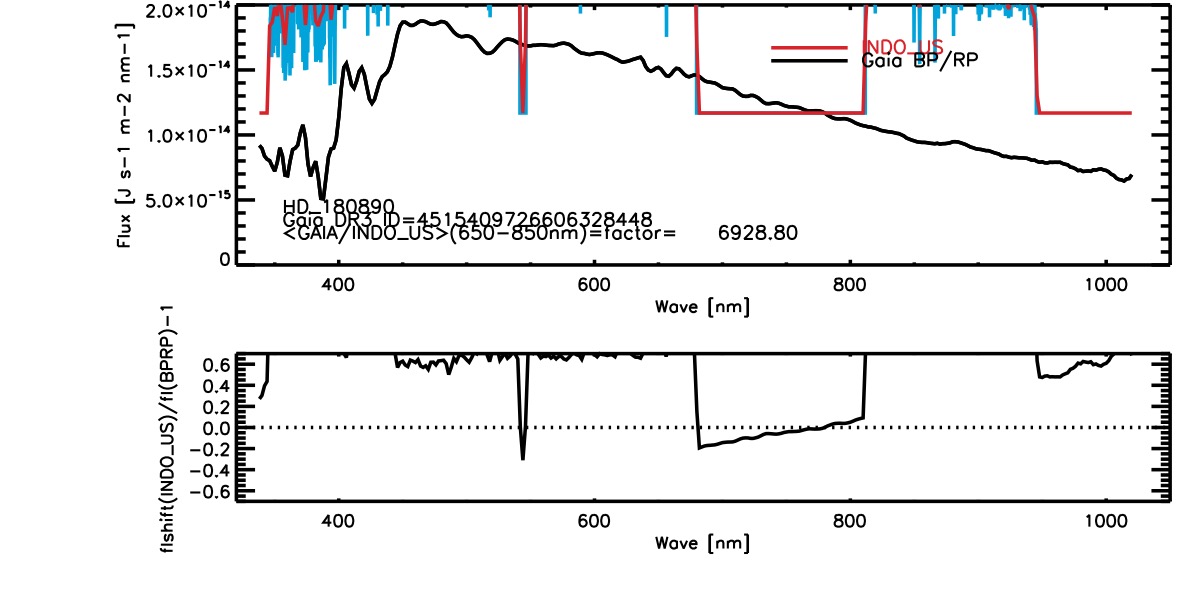 2.0×10⁻¹⁴
1.5×10⁻¹⁴
1.0×10⁻¹⁴
5.0×10⁻¹⁵
0
Flux [J s−1 m−2 nm−1]
INDO_US
Gaia BP/RP
HD_180890
Gaia DR3 ID=4515409726606328448
<GAIA/INDO_US>(650−850nm)=factor= 6928.80
400 600 800 1000
Wave [nm]
flshift(INDO_US)/fl(BPRP)−1
0.6
0.4
0.2
0.0
−0.2
−0.4
−0.6
400 600 800 1000
Wave [nm]